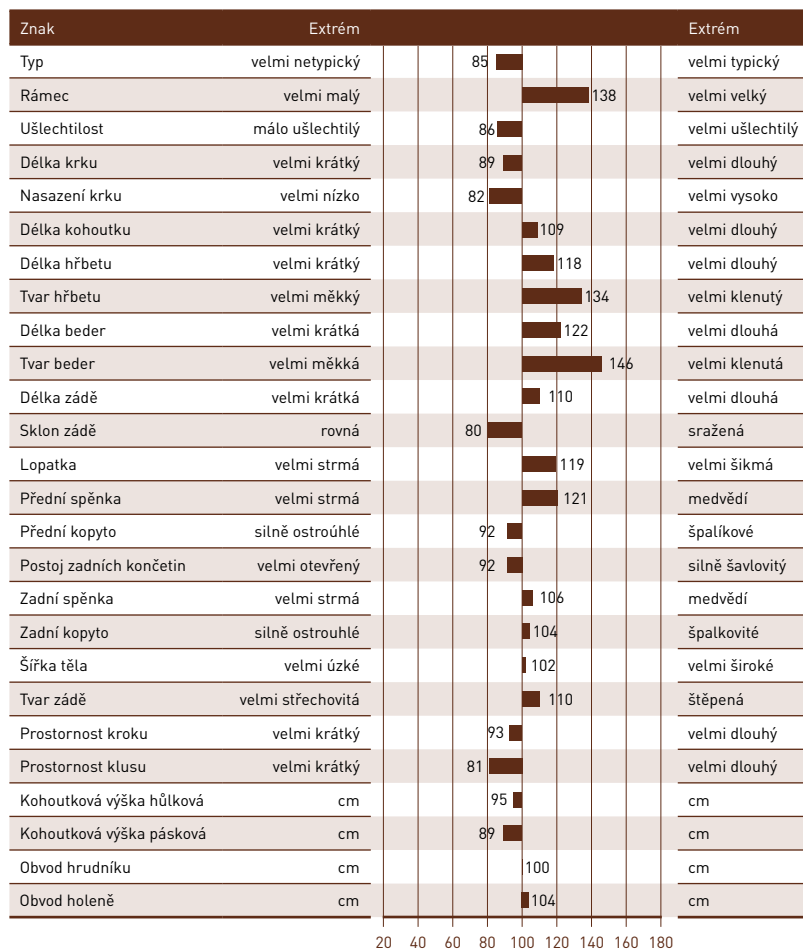 Znak Extrém Extrém
Typ velmi netypický 85 velmi typický
Rámec velmi malý 138 velmi velký
Ušlechtilost málo ušlechtilý 86 velmi ušlechtilý
Délka krku velmi krátký 89 velmi dlouhý
Nasazení krku velmi nízko 82 velmi vysoko
Délka kohoutku velmi krátký 109 velmi dlouhý
Délka hřbetu velmi krátký 118 velmi dlouhý
Tvar hřbetu velmi měkký 134 velmi klenutý
Délka beder velmi krátká 122 velmi dlouhá
Tvar beder velmi měkká 146 velmi klenutá
Délka zádě velmi krátká 110 velmi dlouhá
Sklon zádě rovná 80 sražená
Lopatka velmi strmá 119 velmi šikmá
Přední spěnka velmi strmá 121 medvědí
Přední kopyto silně ostroúhlé 92 špalíkové
Postoj zadních končetin velmi otevřený 92 silně šavlovitý
Zadní spěnka velmi strmá 106 medvědí
Zadní kopyto silně ostrouhlé 104 špalkovité
Šířka těla velmi úzké 102 velmi široké
Tvar zádě velmi střechovitá 110 štěpená
Prostornost kroku velmi krátký 93 velmi dlouhý
Prostornost klusu velmi krátký 81 velmi dlouhý
Kohoutková výška hůlková cm 95 cm
Kohoutková výška pásková cm 89 cm
Obvod hrudníku cm 100 cm
Obvod holeně cm 104 cm
20 40 60 80 100 120 140 160 180